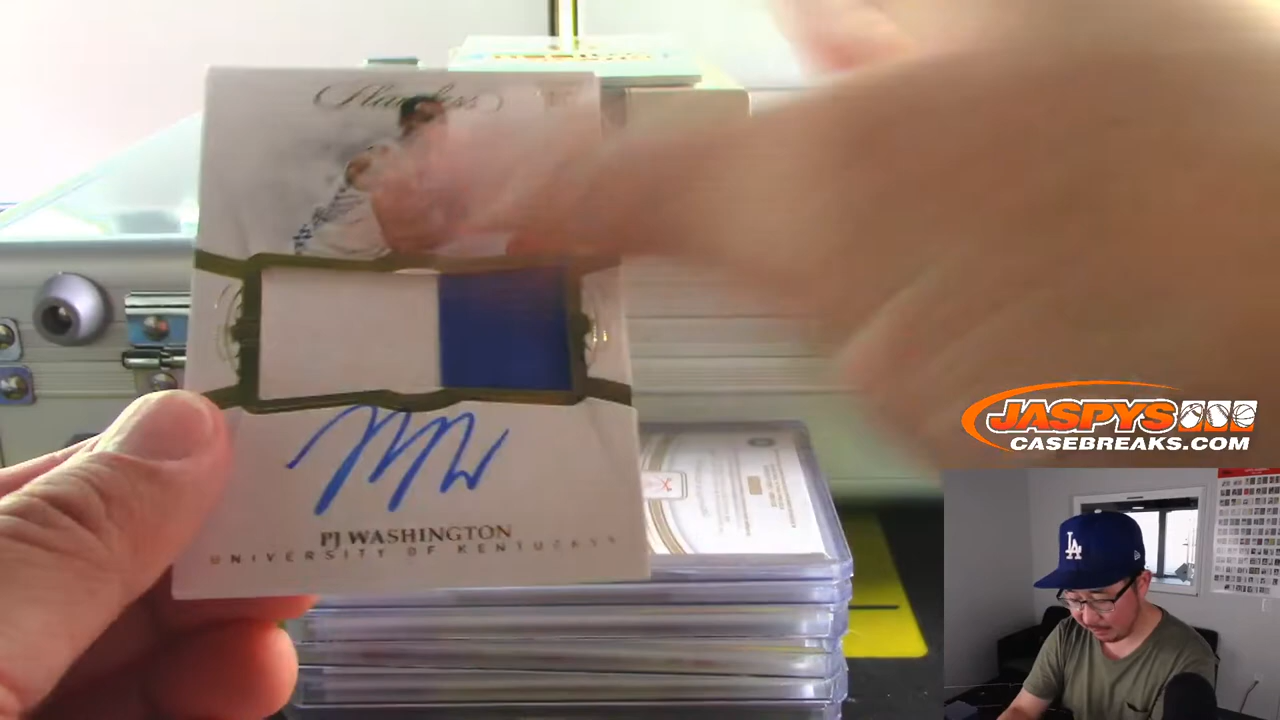 Flawless
PJ WASHINGTON
UNIVERSITY OF KENTUCKY
JASPYS
CASEBREAKS.COM
LA